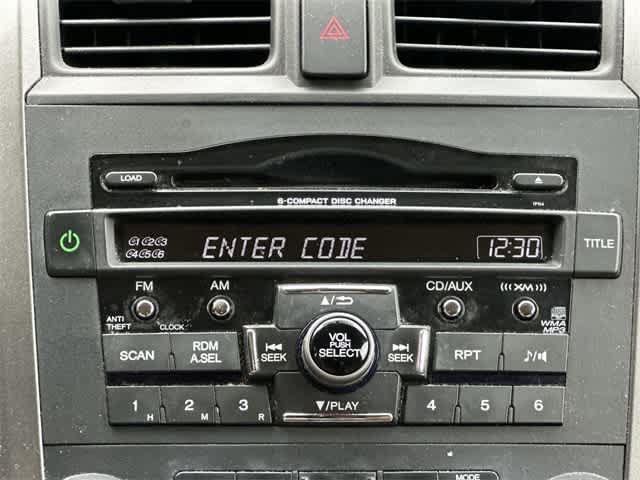 LOAD
6-COMPACT DISC CHANGER
1PN4
C1 C2 C3
C4 C5 C6
ENTER CODE
12:30
TITLE
FM
AM
CD/AUX
(((XM)))
ANTI
THEFT
CLOCK
WMA
MP3
SCAN
RDM
A.SEL
SEEK
VOL
PUSH
SELECT
SEEK
RPT
1 H
2 M
3 R
▼/PLAY
4
5
6
MODE